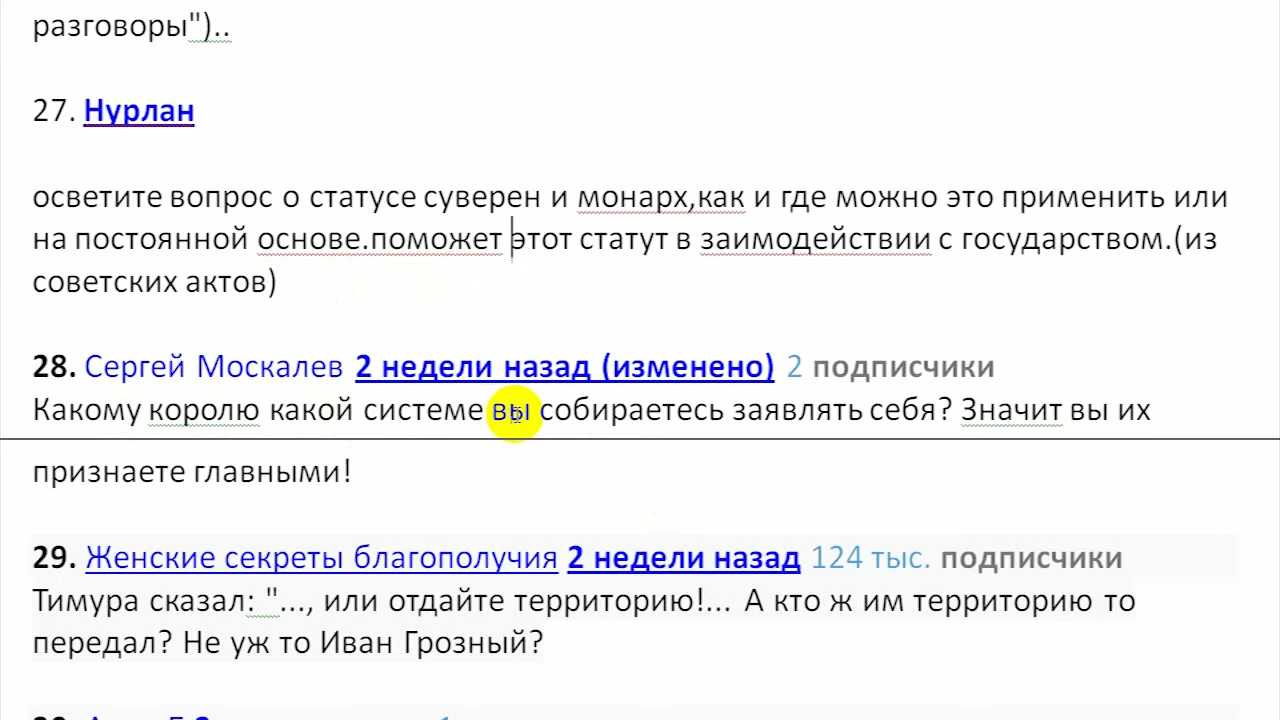 разговоры")..
27. Нурлан
осветите вопрос о статусе суверен и монарх,как и где можно это применить или
на постоянной основе.поможет этот статут в заимодействии с государством.(из
советских актов)
28. Сергей Москалев 2 недели назад (изменено) 2 подписчики
Какому королю какой системе вы собираетесь заявлять себя? Значит вы их
признаете главными!
29. Женские секреты благополучия 2 недели назад 124 тыс. подписчики
Тимура сказал: "..., или отдайте территорию!... А кто ж им территорию то
передал? Не уж то Иван Грозный?